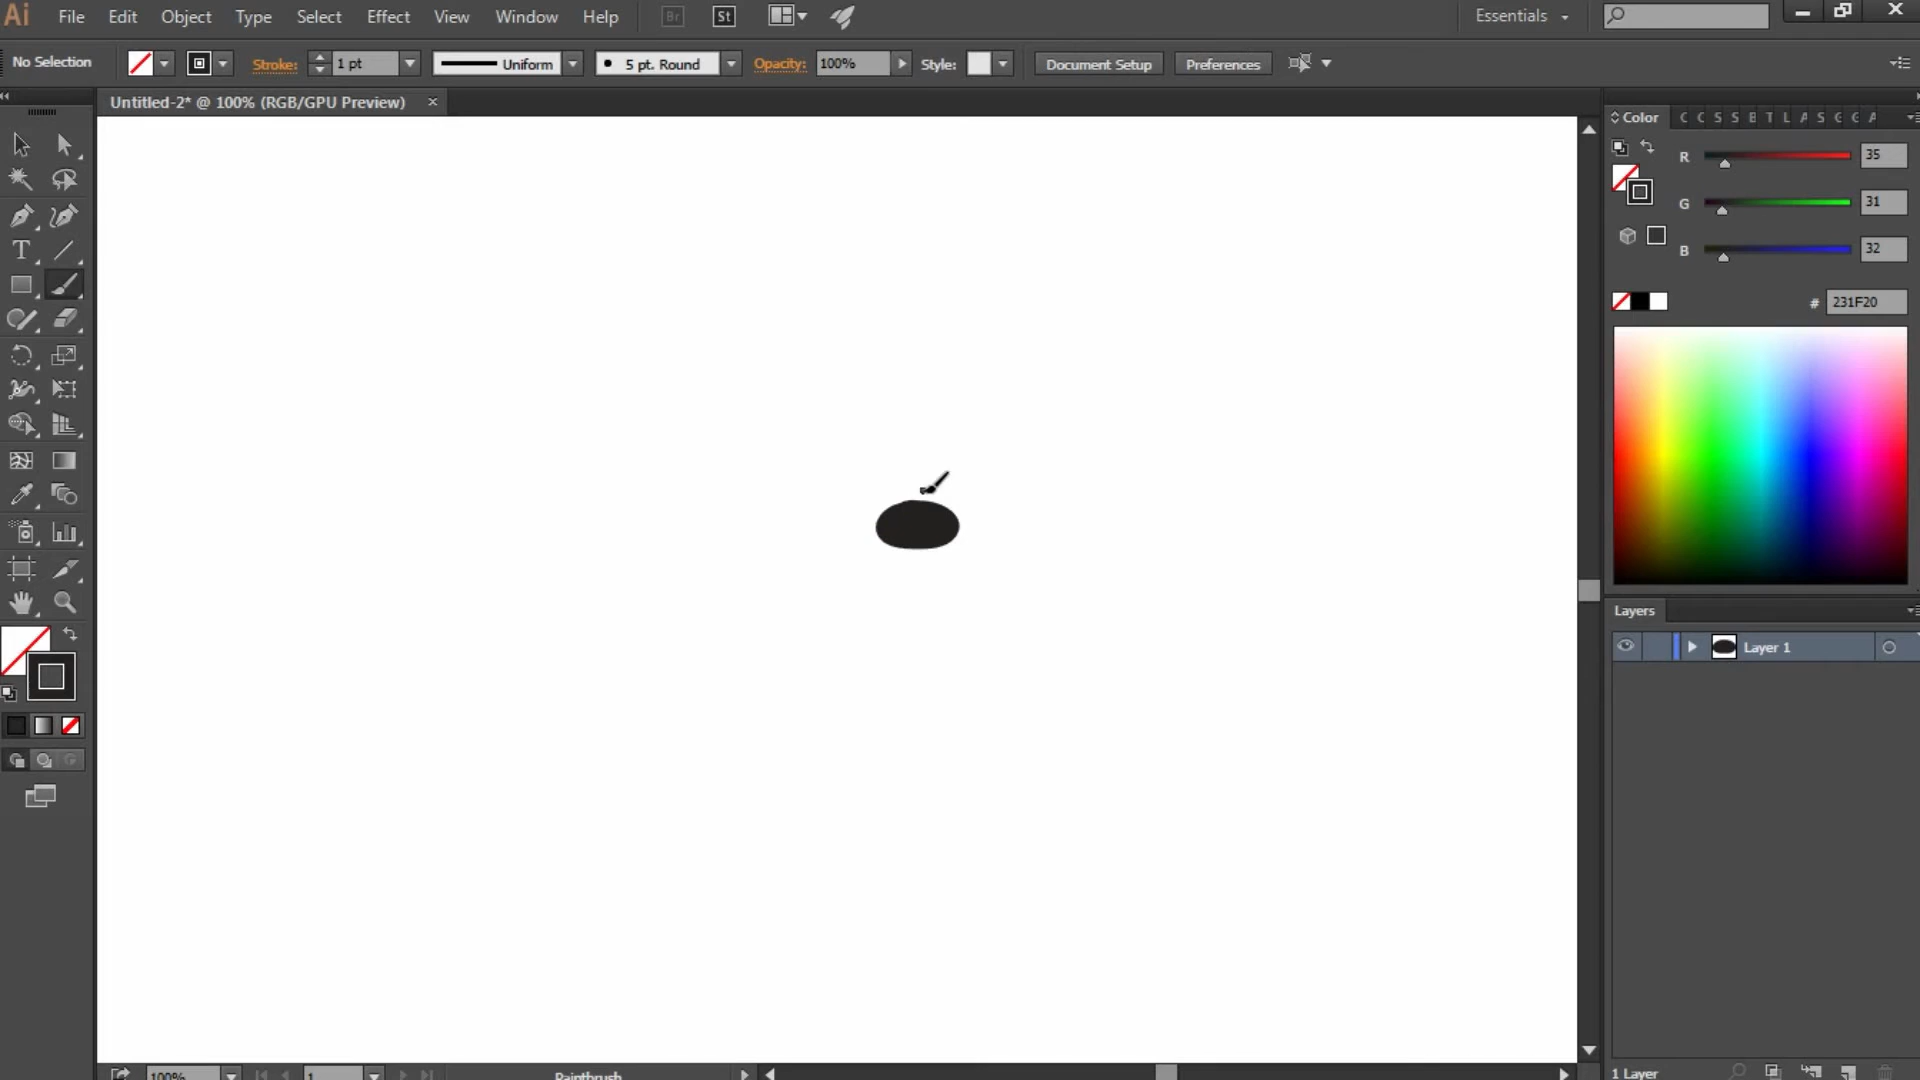 Ai File Edit Object Type Select Effect View Window Help Br St Essentials
No Selection Stroke: 1 pt Uniform 5 pt. Round Opacity: 100% Style: Document Setup Preferences
Untitled-2* @ 100% (RGB/GPU Preview) ×
Color C C S S B T L A S G G A
R 35
G 31
B 32
# 231F20
Layers
Layer 1
100% 1 Paintbrush 1 Layer